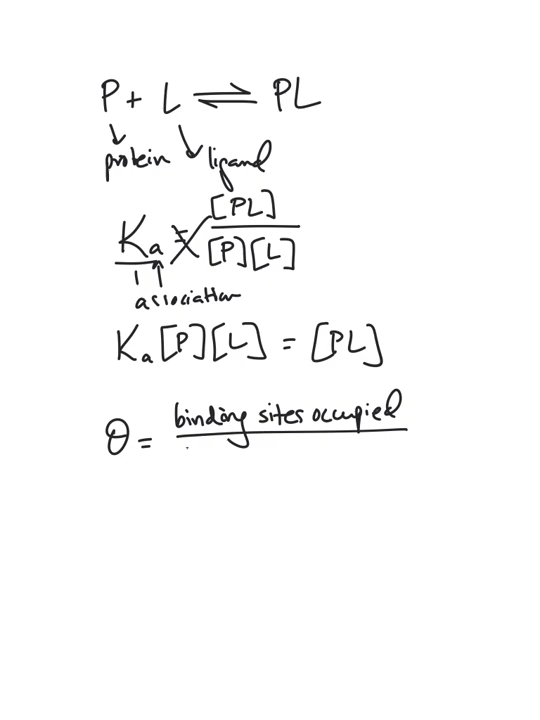 P + L ⇌ PL
protein ligand
Ka = [PL] / [P][L]
association
Ka[P][L] = [PL]
θ = binding sites occupied